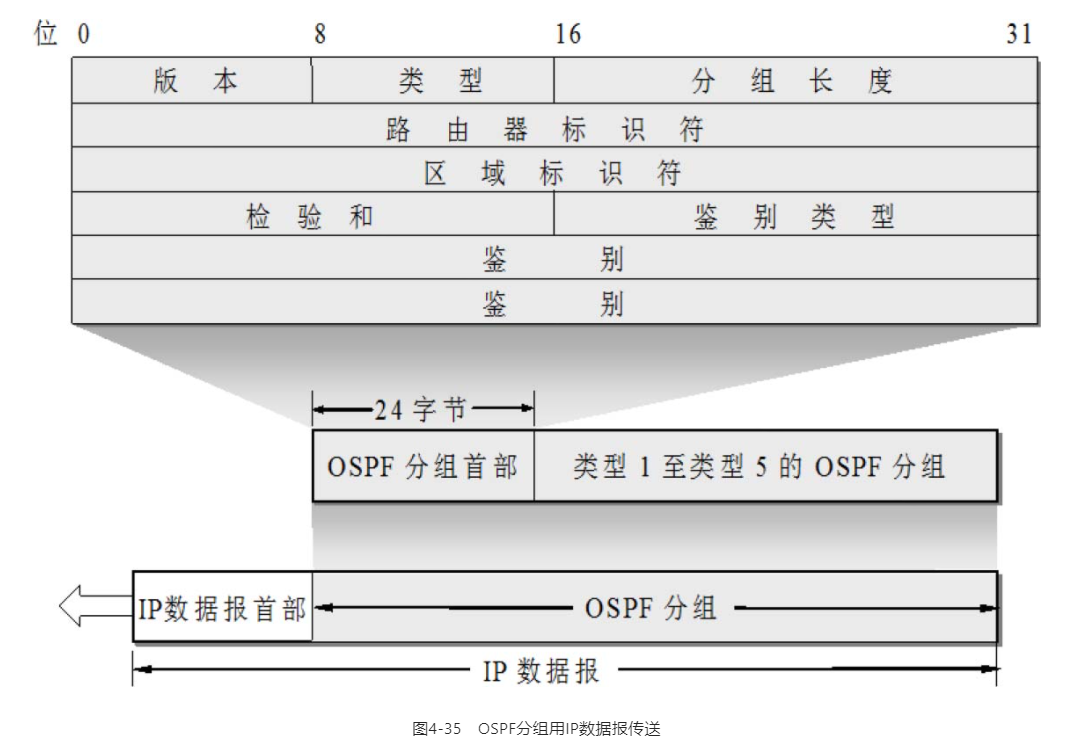 位 0 8 16 31
版 本 类 型 分 组 长 度
路 由 器 标 识 符
区 域 标 识 符
检 验 和 鉴 别 类 型
鉴 别
鉴 别
24 字节
OSPF 分组首部 类型 1 至类型 5 的 OSPF 分组
IP数据报首部 OSPF 分组
IP 数据报
图4-35 OSPF分组用IP数据报传送